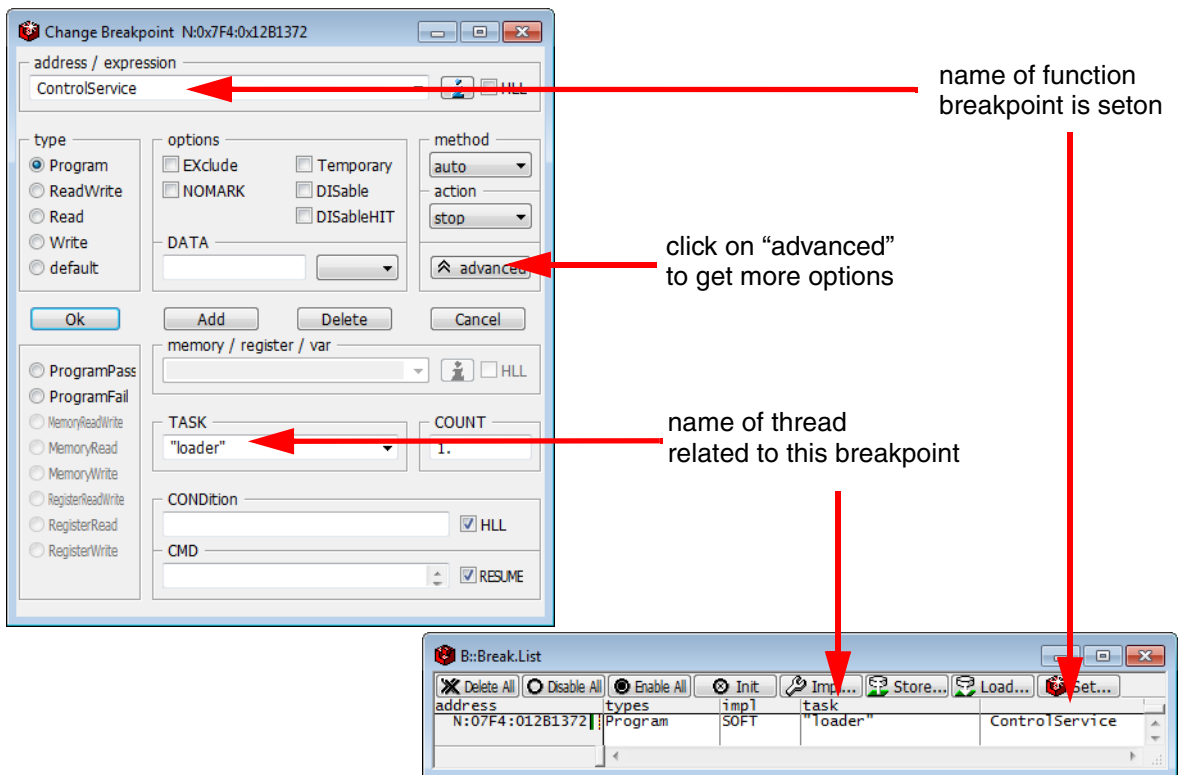 Change Breakpoint N:0x7F4:0x12B1372
address / expression
ControlService
HLL
name of function
breakpoint is seton
type
options
method
Program
EXclude
Temporary
auto
ReadWrite
NOMARK
DISable
action
Read
DISableHIT
stop
Write
DATA
default
advanced
click on “advanced”
to get more options
Ok
Add
Delete
Cancel
memory / register / var
ProgramPass
HLL
ProgramFail
MemoryReadWrite
TASK
COUNT
MemoryRead
"loader"
1.
name of thread
related to this breakpoint
MemoryWrite
RegisterReadWrite
CONDition
RegisterRead
HLL
RegisterWrite
CMD
RESUME
B::Break.List
Delete All Disable All Enable All Init Impl... Store... Load... Set...
address types impl task
N:07F4:012B1372 Program SOFT "loader" ControlService